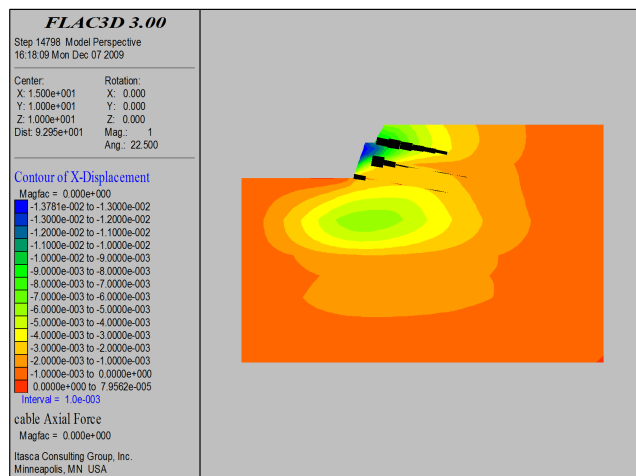 FLAC3D 3.00
Step 14798 Model Perspective
16:18:09 Mon Dec 07 2009
Center: Rotation:
X: 1.500e+001 X: 0.000
Y: 1.000e+001 Y: 0.000
Z: 1.000e+001 Z: 0.000
Dist: 9.295e+001 Mag.: 1
Ang.: 22.500
Contour of X-Displacement
Magfac = 0.000e+000
-1.3781e-002 to -1.3000e-002
-1.3000e-002 to -1.2000e-002
-1.2000e-002 to -1.1000e-002
-1.1000e-002 to -1.0000e-002
-1.0000e-002 to -9.0000e-003
-9.0000e-003 to -8.0000e-003
-8.0000e-003 to -7.0000e-003
-7.0000e-003 to -6.0000e-003
-6.0000e-003 to -5.0000e-003
-5.0000e-003 to -4.0000e-003
-4.0000e-003 to -3.0000e-003
-3.0000e-003 to -2.0000e-003
-2.0000e-003 to -1.0000e-003
-1.0000e-003 to 0.0000e+000
0.0000e+000 to 7.9562e-005
Interval = 1.0e-003
cable Axial Force
Magfac = 0.000e+000
Itasca Consulting Group, Inc.
Minneapolis, MN USA